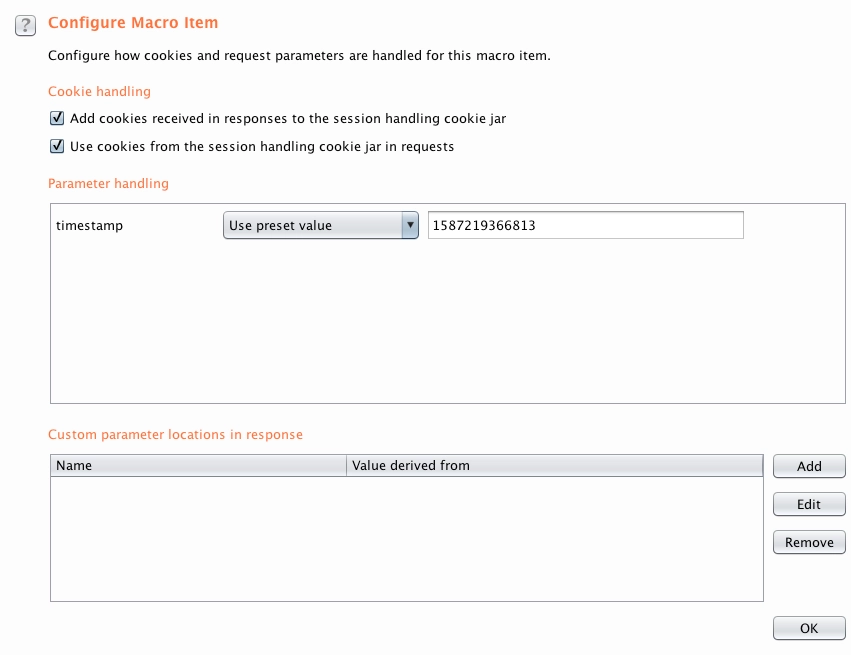 ?
Configure Macro Item
Configure how cookies and request parameters are handled for this macro item.
Cookie handling
Add cookies received in responses to the session handling cookie jar
Use cookies from the session handling cookie jar in requests
Parameter handling
timestamp Use preset value 1587219366813
Custom parameter locations in response
Name Value derived from Add
Edit
Remove
OK